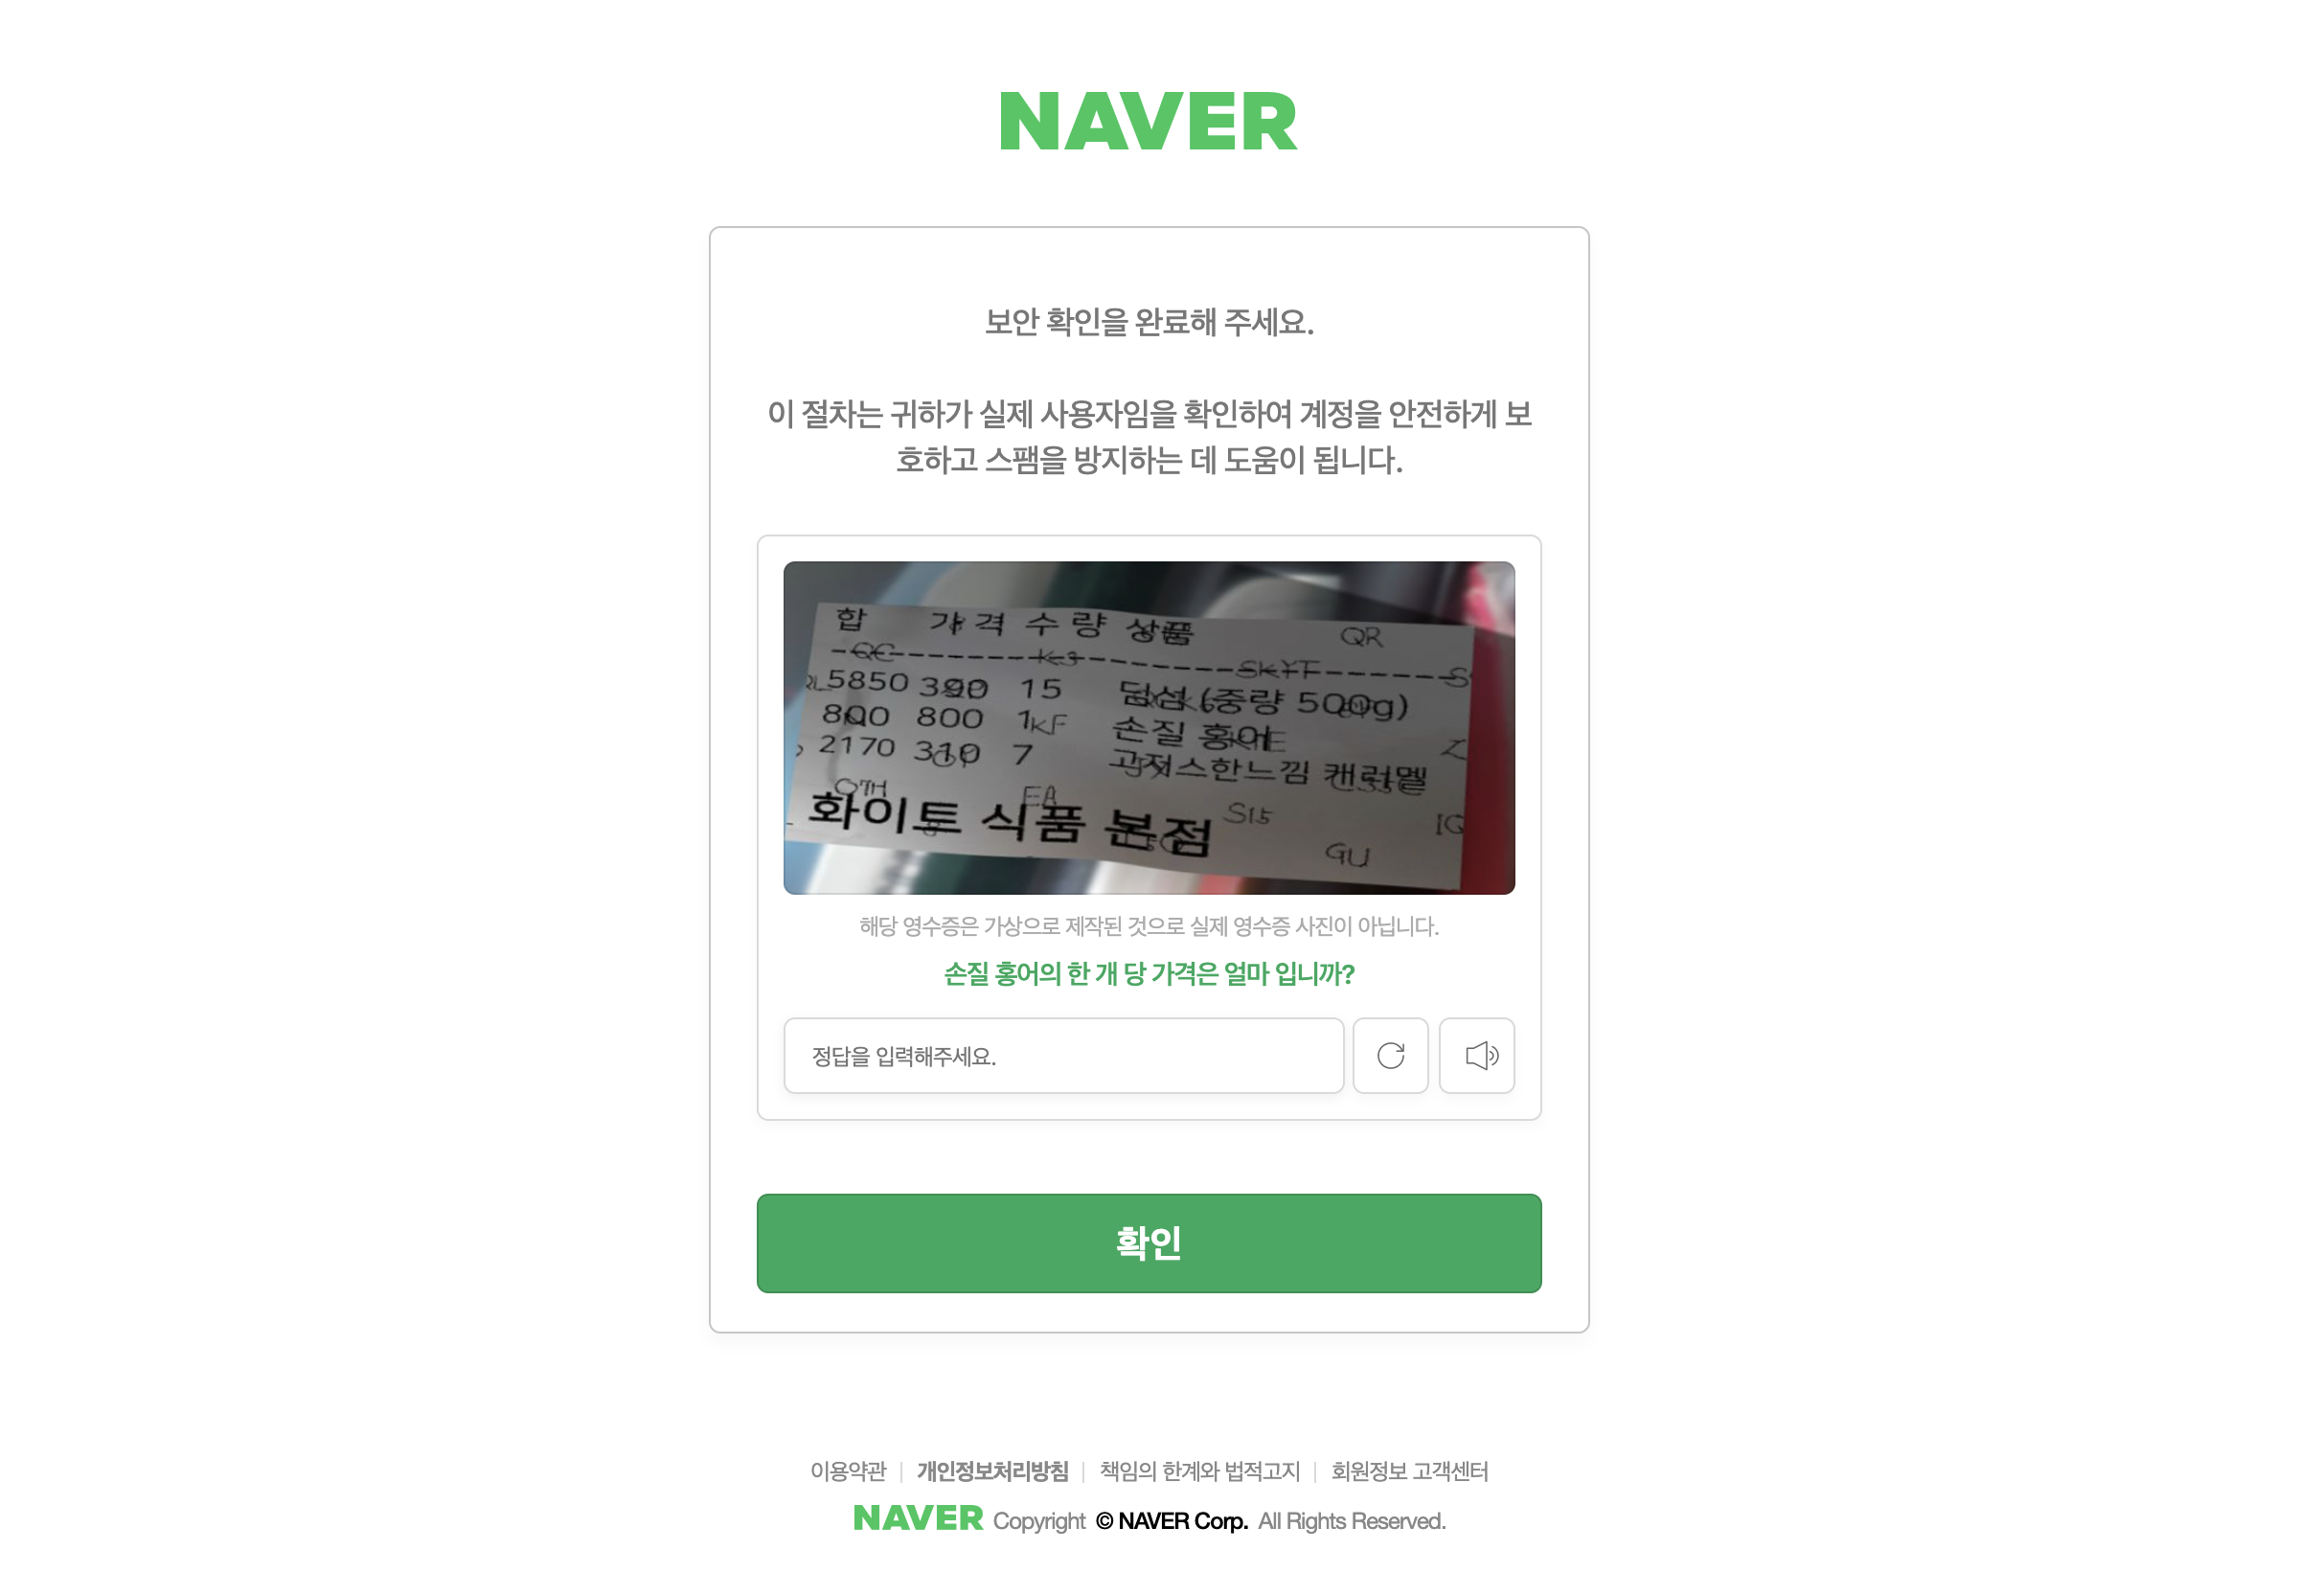 NAVER
보안 확인을 완료해 주세요.
이 절차는 귀하가 실제 사용자임을 확인하여 계정을 안전하게 보
호하고 스팸을 방지하는 데 도움이 됩니다.
합 가격 수량 상품 QR
QC K3 SKYT S
5850 390 15 딤섬 (중량 500g)
800 800 1 KF 손질 홍어
2170 310 7 고저스한느낌 캐러멜
EA
화이트 식품 본점 S15 IQ
GU
해당 영수증은 가상으로 제작된 것으로 실제 영수증 사진이 아닙니다.
손질 홍어의 한 개 당 가격은 얼마 입니까?
정답을 입력해주세요.
확인
이용약관 개인정보처리방침 책임의 한계와 법적고지 회원정보 고객센터
NAVER Copyright © NAVER Corp. All Rights Reserved.